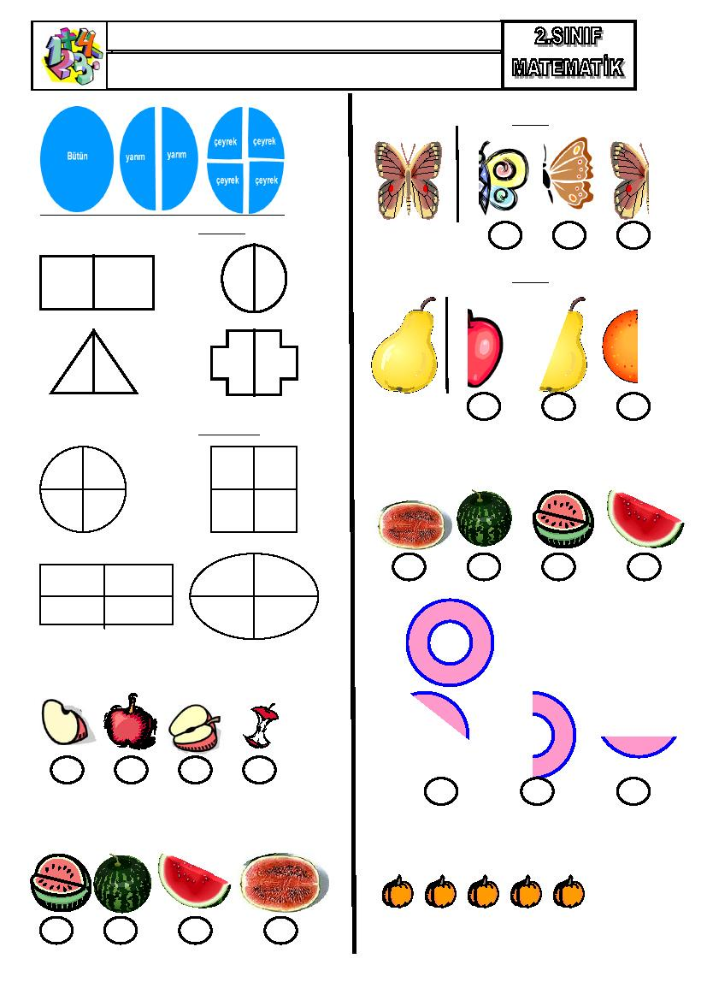 2.SINIF
MATEMATİK
Bütün
yarım
yarım
çeyrek
çeyrek
çeyrek
çeyrek